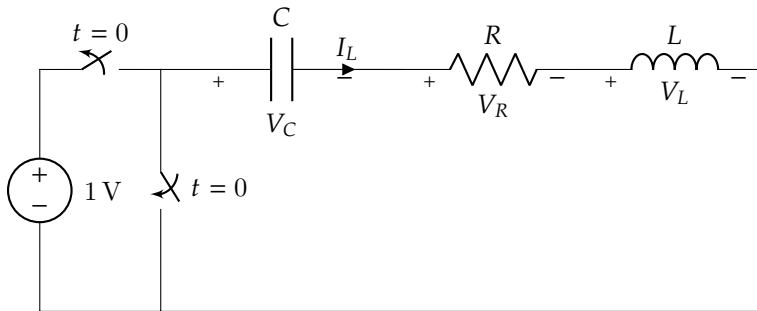 t = 0
C
I_L
R
L
+
−
+
−
+
−
V_C
V_R
V_L
+
−
1 V
t = 0